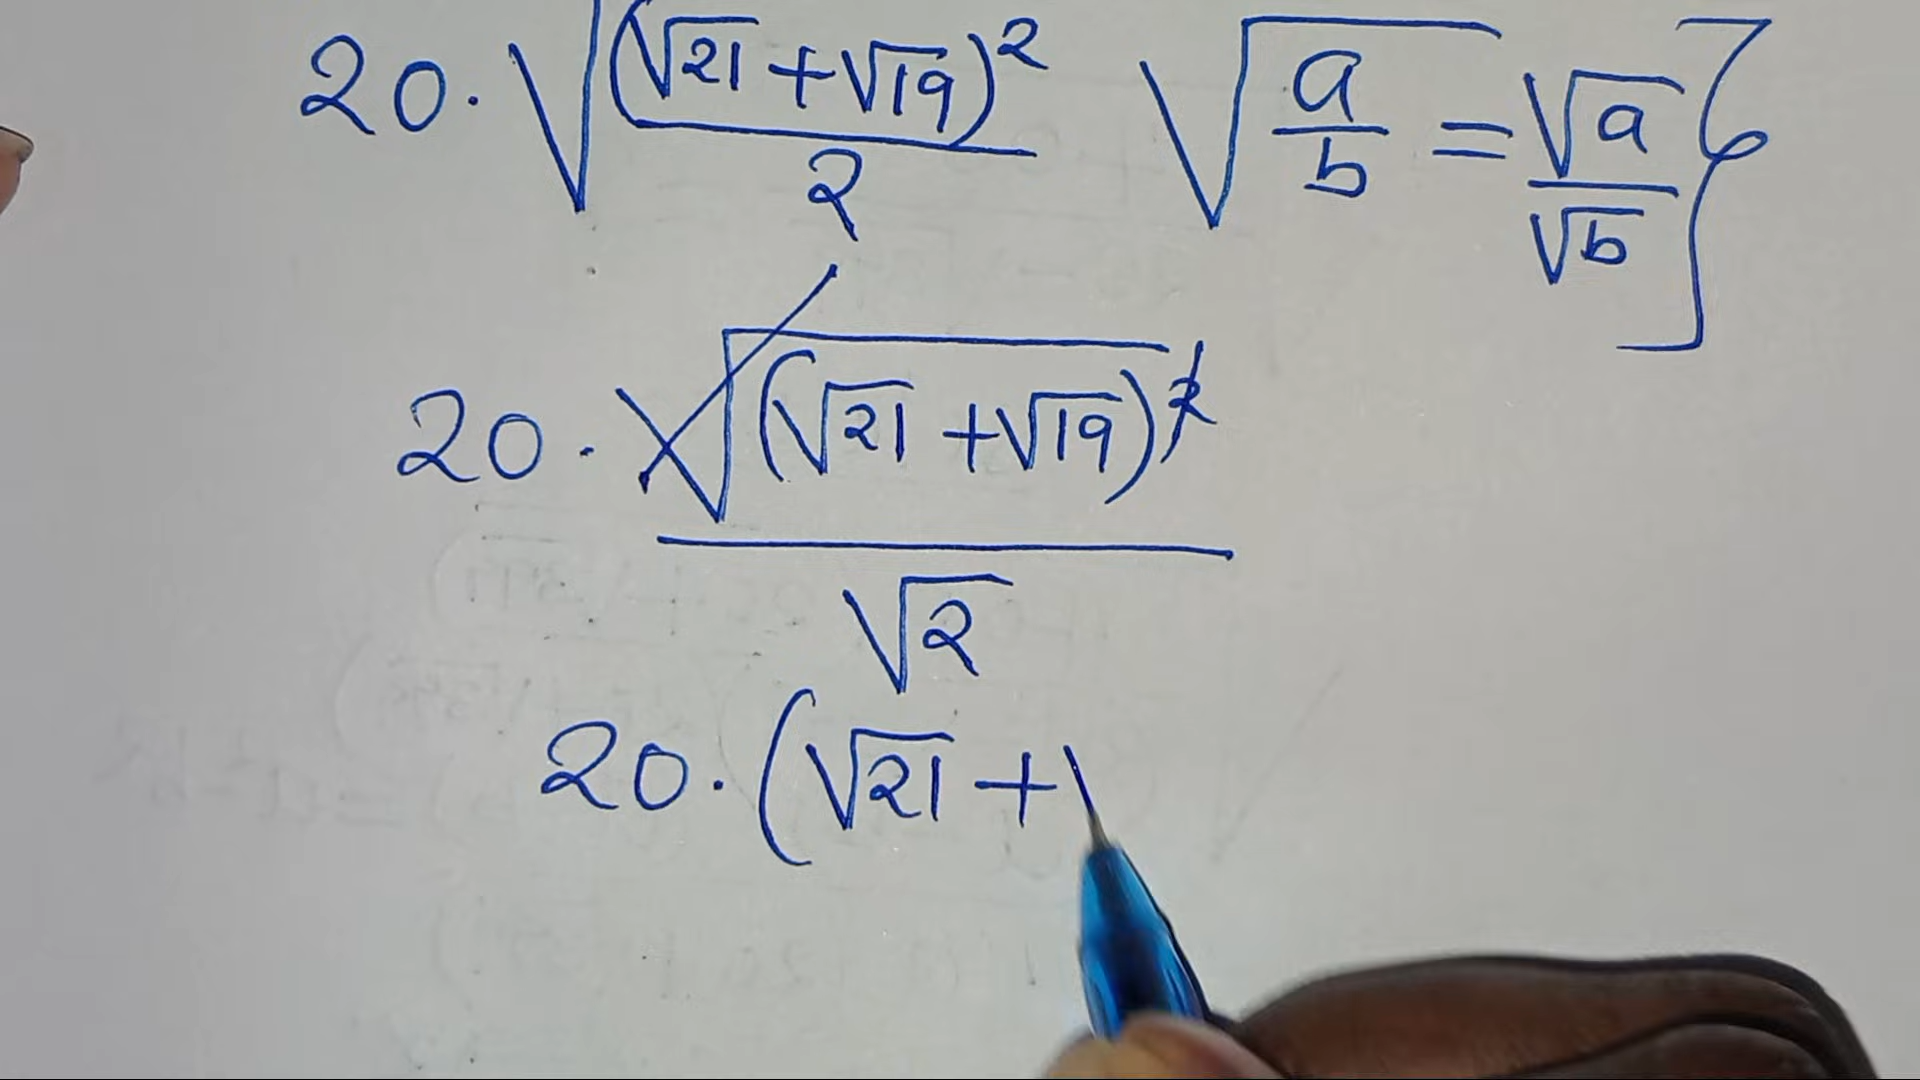 20·√((√21+√19)²/2) √(a/b) = √a/√b}
20·√((√21+√19)²)/√2
20·(√21+